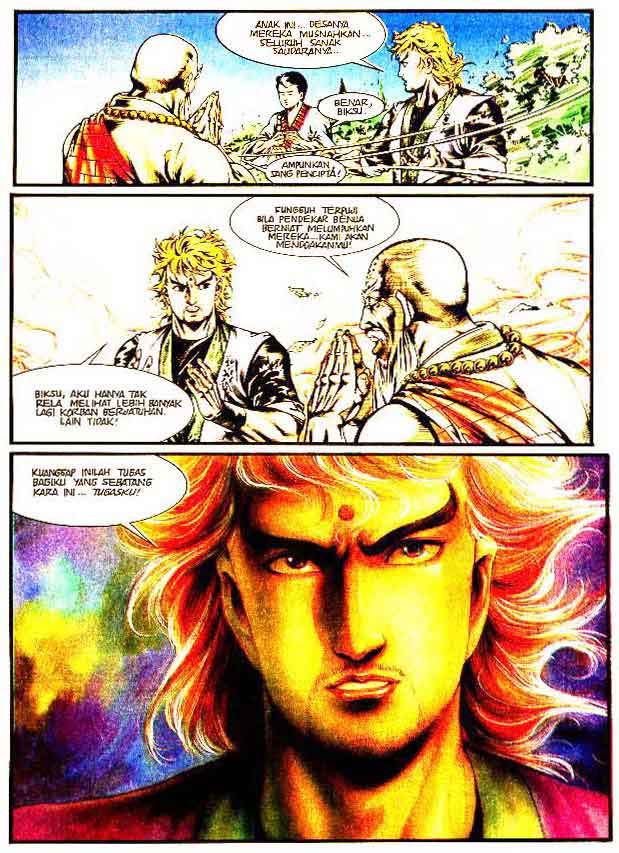 ANAK INI... DESANYA
MEREKA MUSNAHKAN...
SELURUH SANAK
SAUDARANYA...
BENAR,
BIKSU.
AMPUNKAN
SANG PENCIPTA!
SUNGGUH TERPUJI
BILA PENDEKAR BENUA
BERNIAT MELUMPUHKAN
MEREKA... KAMI AKAN
MENDOAKANMU!
BIKSU, AKU HANYA TAK
RELA MELIHAT LEBIH BANYAK
LAGI KORBAN BERJATUHAN.
LAIN TIDAK!
KUANGGAP INILAH TUGAS
BAGIKU YANG SEBATANG
KARA INI... TUGASKU!